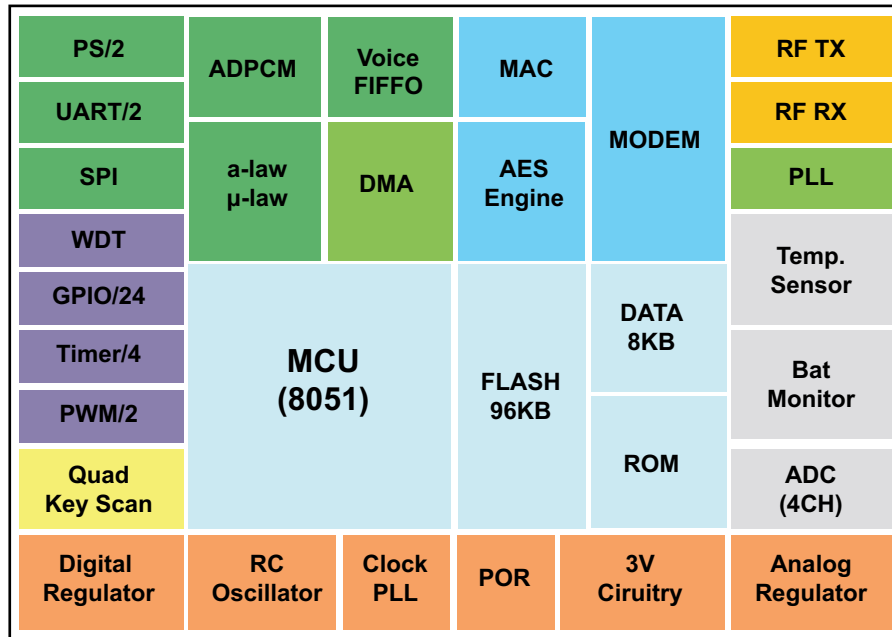 PS/2
UART/2
SPI
WDT
GPIO/24
Timer/4
PWM/2
Quad
Key Scan
ADPCM
Voice
FIFFO
a-law
µ-law
DMA
MAC
AES
Engine
MODEM
RF TX
RF RX
PLL
Temp.
Sensor
Bat
Monitor
ADC
(4CH)
MCU
(8051)
FLASH
96KB
DATA
8KB
ROM
Digital
Regulator
RC
Oscillator
Clock
PLL
POR
3V
Ciruitry
Analog
Regulator